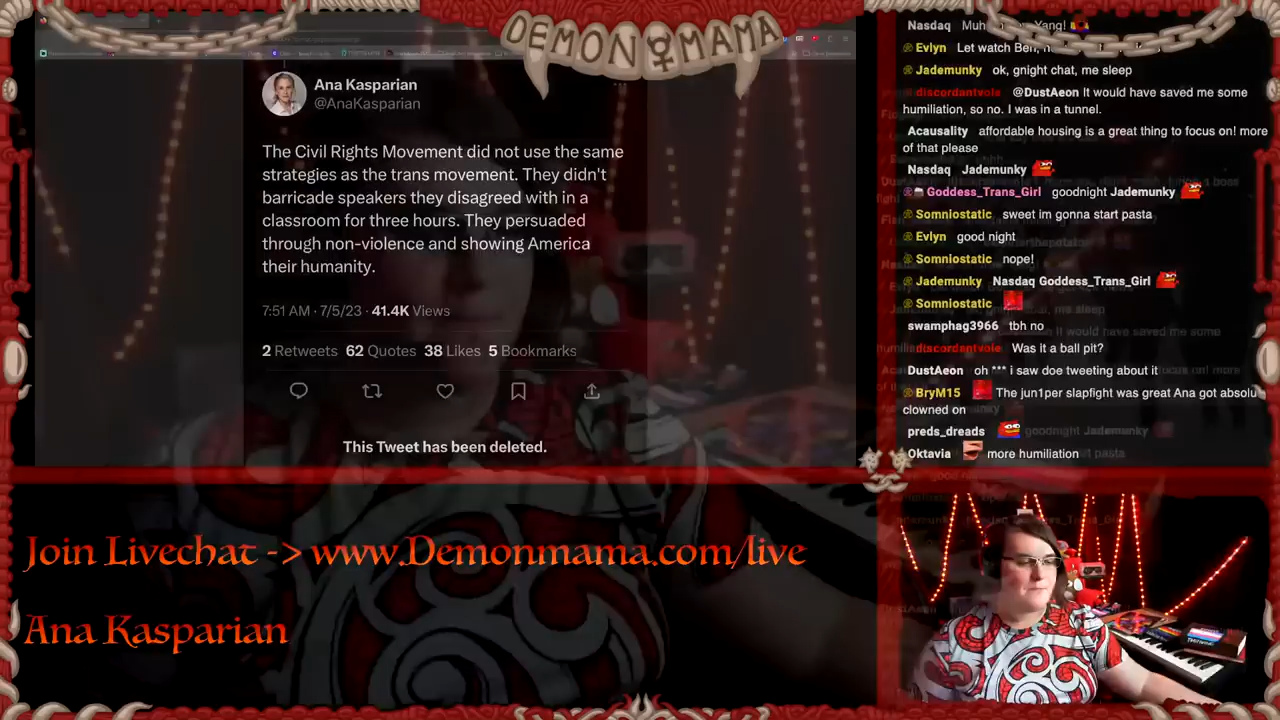 DEMON MAMA
Ana Kasparian
@AnaKasparian
The Civil Rights Movement did not use the same
strategies as the trans movement. They didn't
barricade speakers they disagreed with in a
classroom for three hours. They persuaded
through non-violence and showing America
their humanity.
7:51 AM · 7/5/23 · 41.4K Views
2 Retweets 62 Quotes 38 Likes 5 Bookmarks
This Tweet has been deleted.
Nasdaq Yang!
Evlyn Let watch Ben,
Jademunky ok, gnight chat, me sleep
discordantvole @DustAeon It would have saved me some
humiliation, so no. I was in a tunnel.
Acausality affordable housing is a great thing to focus on! more
of that please
Nasdaq Jademunky
Goddess_Trans_Girl goodnight Jademunky
Somniostatic sweet im gonna start pasta
Evlyn good night
Somniostatic nope!
Jademunky Nasdaq Goddess_Trans_Girl
Somniostatic
swamphag3966 tbh no
discordantvole Was it a ball pit?
DustAeon oh *** i saw doe tweeting about it
BryM15 The jun1per slapfight was great Ana got absolu
clowned on
preds_dreads
Oktavia more humiliation
Join Livechat -> www.Demonmama.com/live
Ana Kasparian